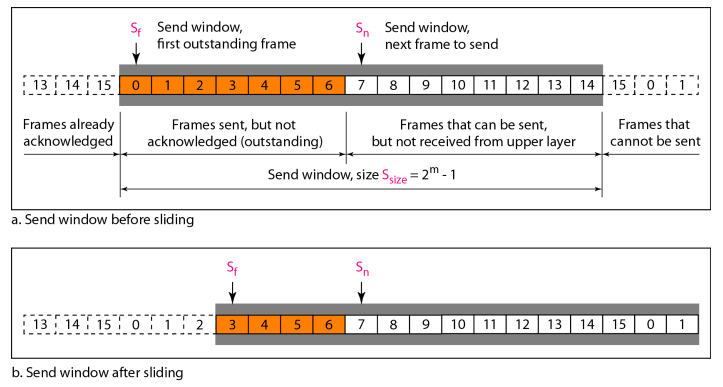 Sf Send window, first outstanding frame
Sn Send window, next frame to send
13 14 15 0 1 2 3 4 5 6 7 8 9 10 11 12 13 14 15 0 1
Frames already acknowledged
Frames sent, but not acknowledged (outstanding)
Frames that can be sent, but not received from upper layer
Frames that cannot be sent
Send window, size Ssize = 2^m - 1
a. Send window before sliding
Sf Sn
13 14 15 0 1 2 3 4 5 6 7 8 9 10 11 12 13 14 15 0 1
b. Send window after sliding